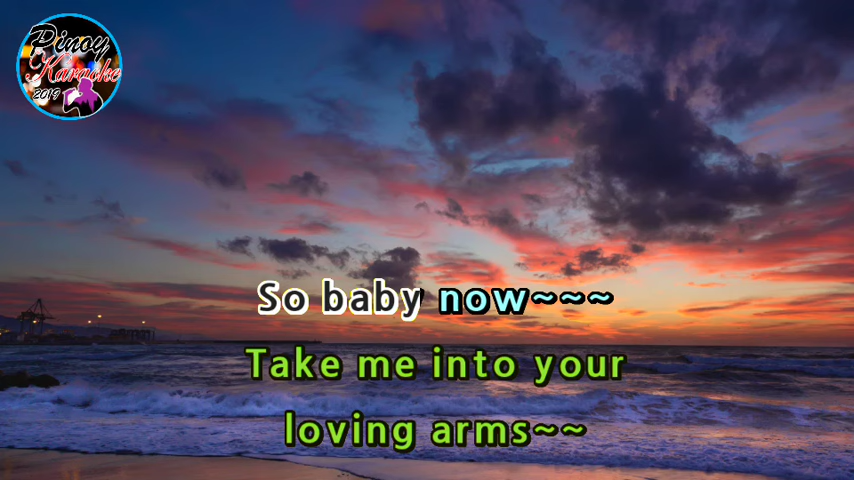 Pinoy
Karaoke
2019
So baby now~~~
Take me into your
loving arms~~